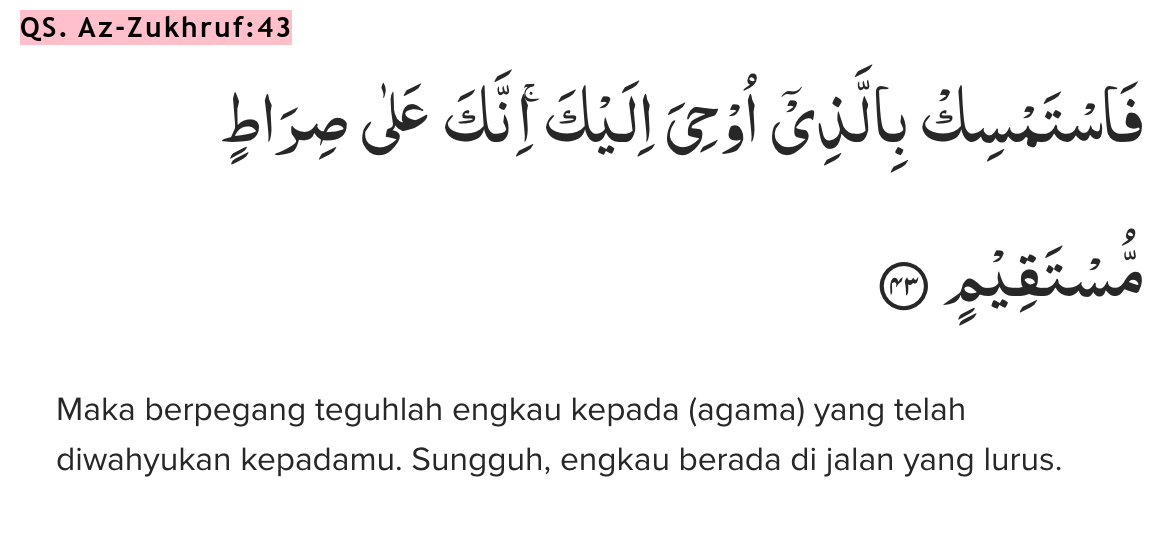 QS. Az-Zukhruf:43
فَاسْتَمْسِكْ بِالَّذِيْٓ اُوْحِيَ اِلَيْكَ ۚاِنَّكَ عَلٰى صِرَاطٍ
مُّسْتَقِيْمٍ ۴۳
Maka berpegang teguhlah engkau kepada (agama) yang telah
diwahyukan kepadamu. Sungguh, engkau berada di jalan yang lurus.